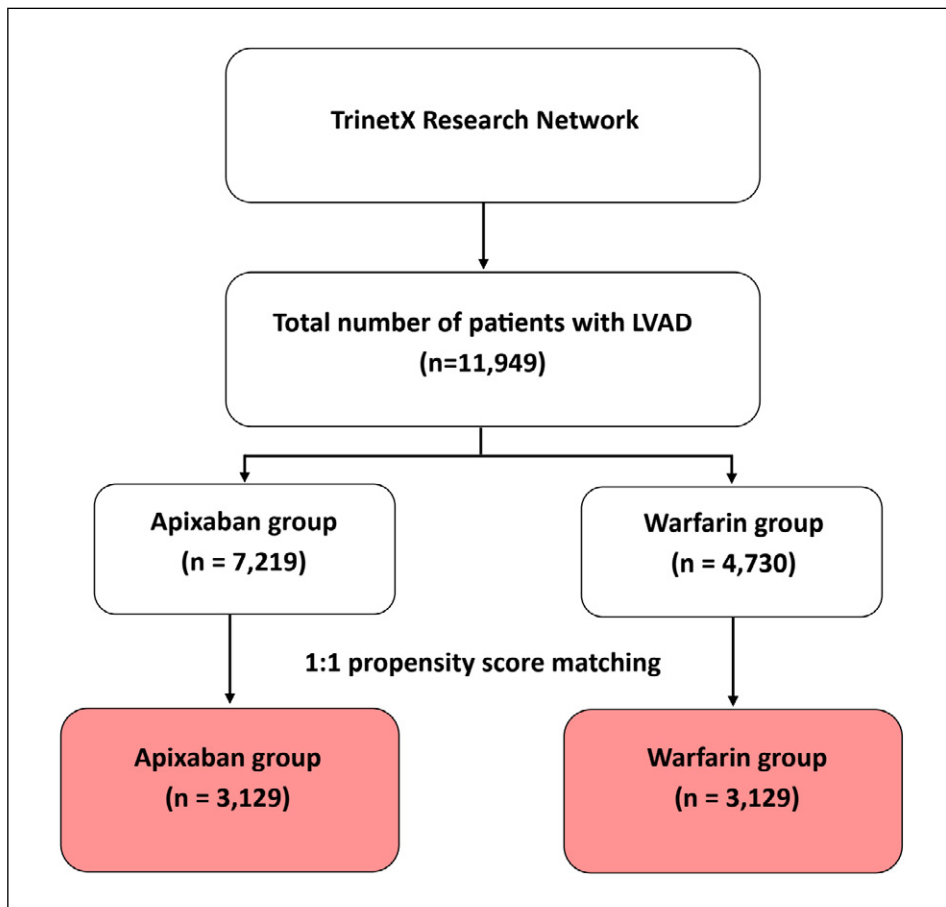 TrinetX Research Network
Total number of patients with LVAD
(n=11,949)
Apixaban group
(n = 7,219)
Warfarin group
(n = 4,730)
1:1 propensity score matching
Apixaban group
(n = 3,129)
Warfarin group
(n = 3,129)